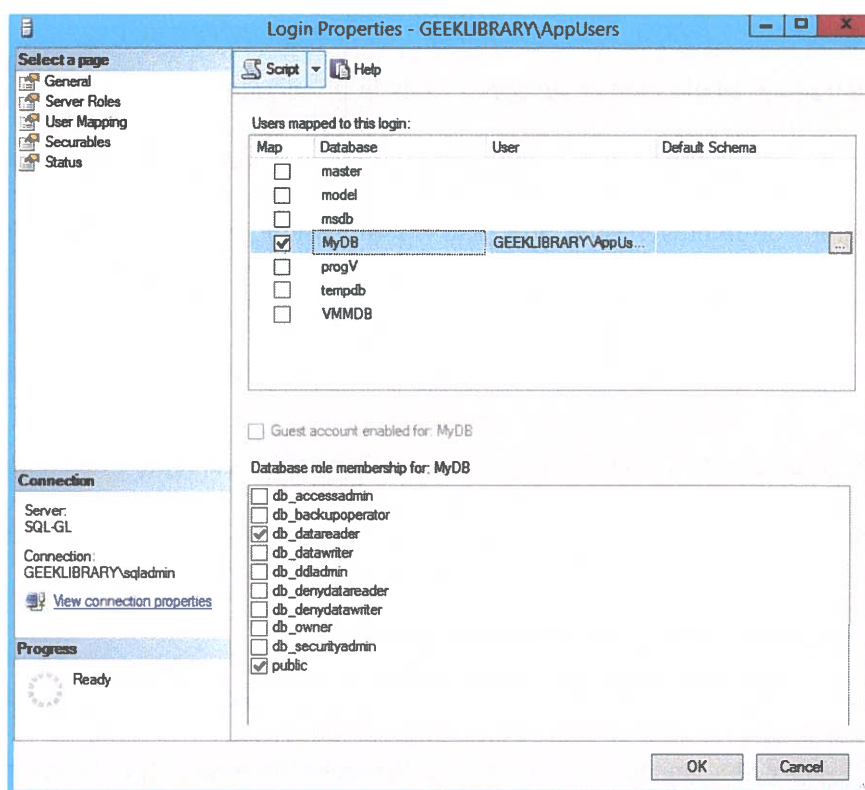 Login Properties - GEEKLIBRARY\AppUsers
Select a page
General
Server Roles
User Mapping
Securables
Status
Script
Help
Users mapped to this login:
Map Database User Default Schema
master
model
msdb
MyDB GEEKLIBRARY\AppUs... ...
progV
tempdb
VMMDB
Guest account enabled for: MyDB
Database role membership for: MyDB
db_accessadmin
db_backupoperator
db_datareader
db_datawriter
db_ddladmin
db_denydatareader
db_denydatawriter
db_owner
db_securityadmin
public
Connection
Server:
SQL-GL
Connection:
GEEKLIBRARY\sqladmin
View connection properties
Progress
Ready
OK Cancel